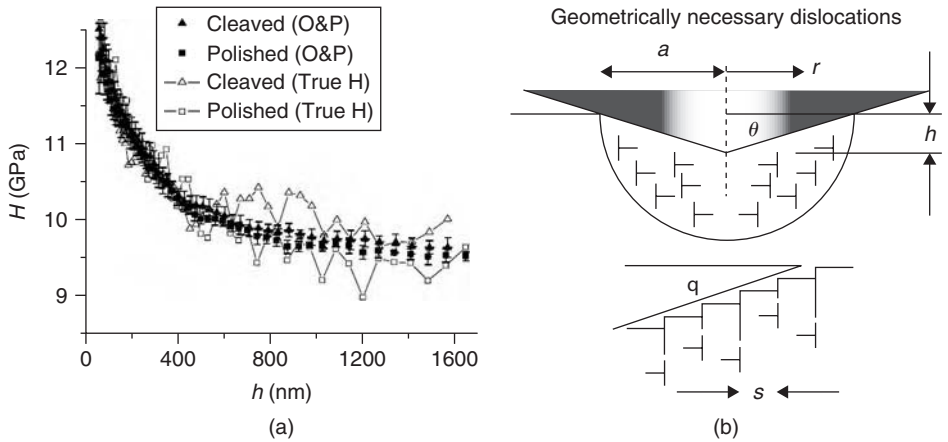 Cleaved (O&P)
Polished (O&P)
Cleaved (True H)
Polished (True H)
12
11
10
9
H (GPa)
0 400 800 1200 1600
h (nm)
(a)
Geometrically necessary dislocations
a r
θ h
q
s
(b)